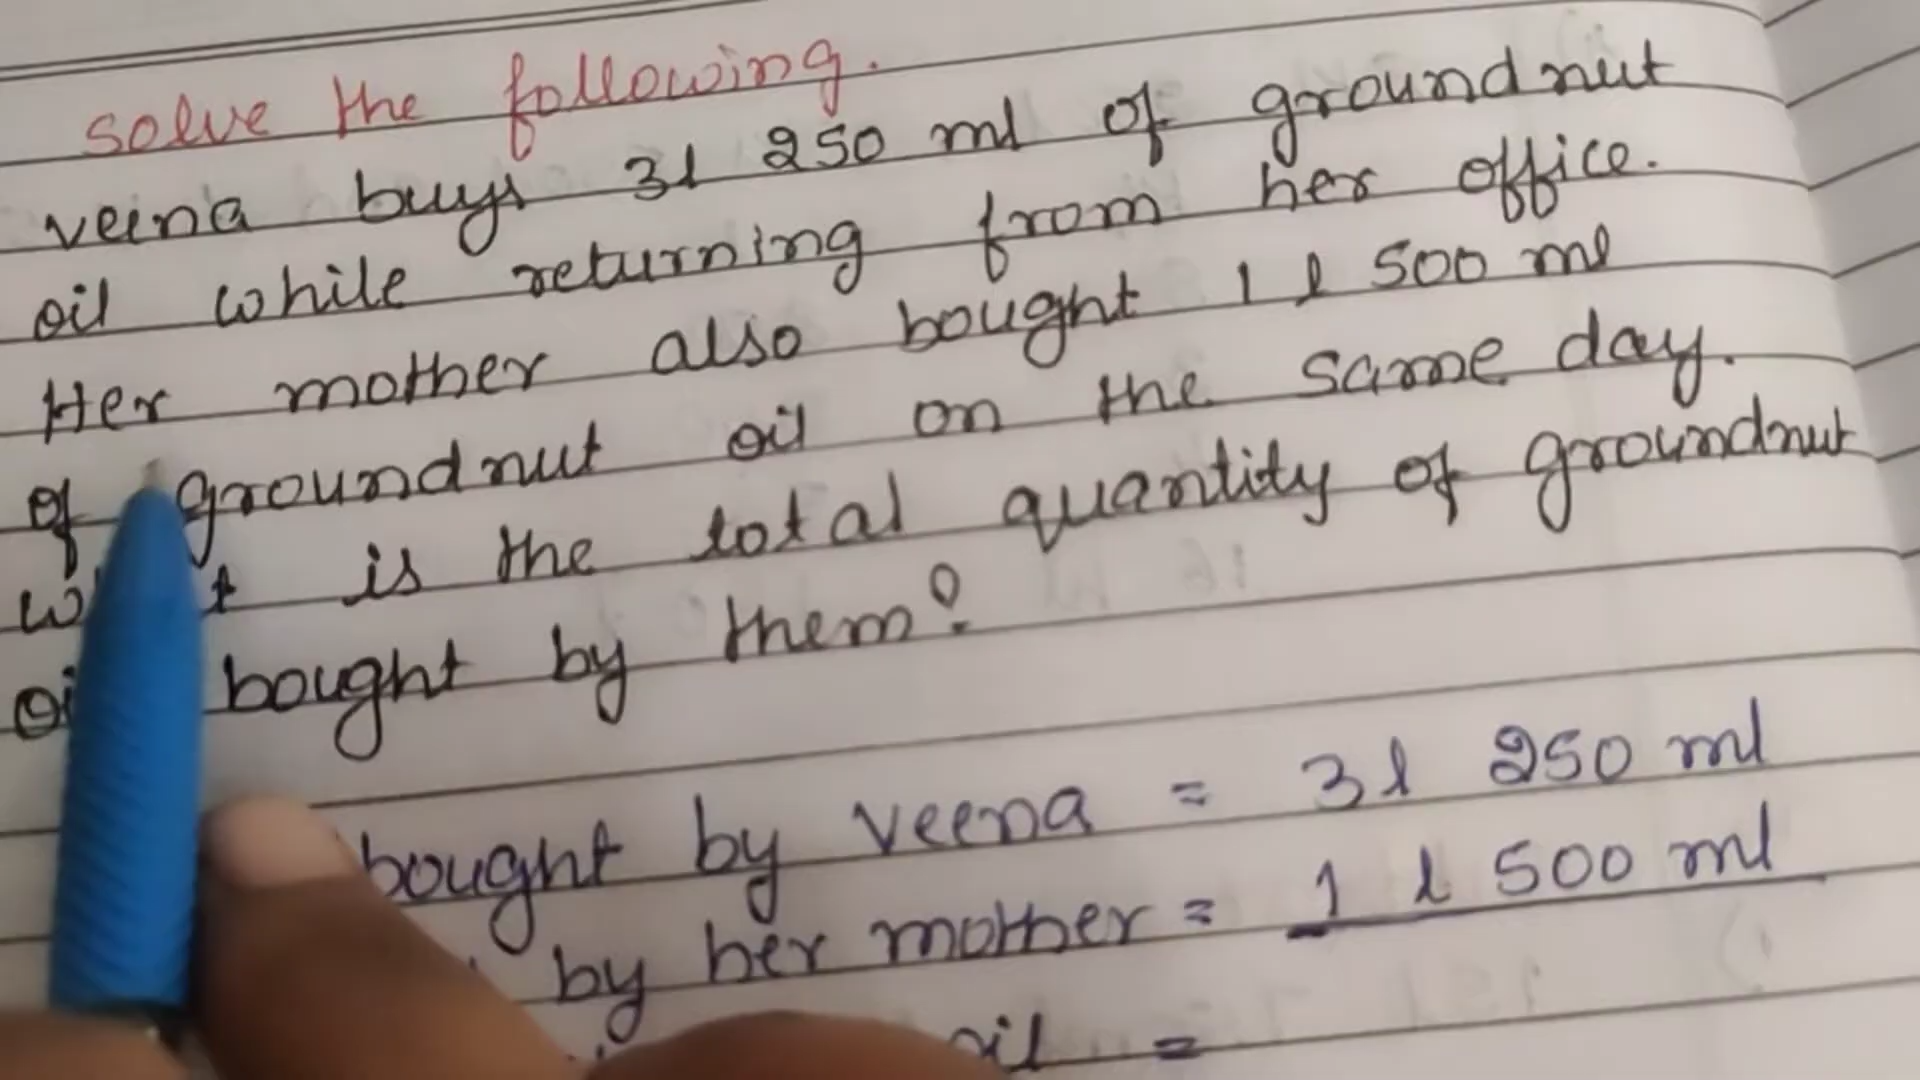 solve the following.
veena buys 3l 250 ml of groundnut
oil while returning from her office.
Her mother also bought 1 l 500 ml
of groundnut oil on the same day.
is the total quantity of groundnut
bought by them?
bought by veena = 3l 250 ml
by her mother = 1 l 500 ml
oil =